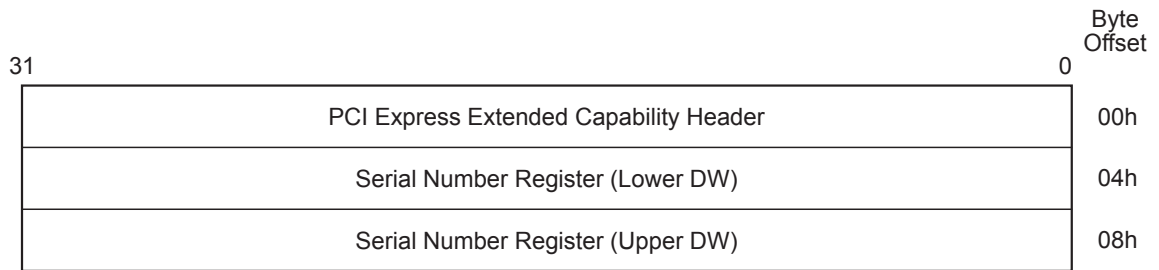 Byte
Offset
31 0
PCI Express Extended Capability Header 00h
Serial Number Register (Lower DW) 04h
Serial Number Register (Upper DW) 08h